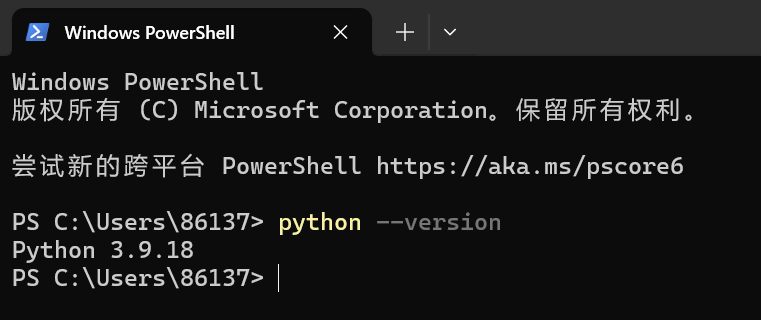 Windows PowerShell
Windows PowerShell
版权所有 (C) Microsoft Corporation。保留所有权利。
尝试新的跨平台 PowerShell https://aka.ms/pscore6
PS C:\Users\86137> python --version
Python 3.9.18
PS C:\Users\86137>